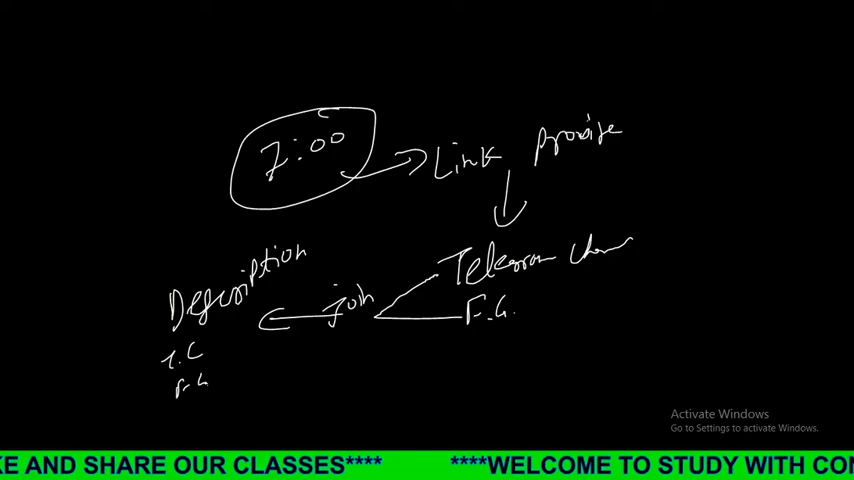 7:00
Link provite
Description
Join
Telegram
F.G.
T.C
F.G
Activate Windows
Go to Settings to activate Windows.
KE AND SHARE OUR CLASSES**** ****WELCOME TO STUDY WITH CON